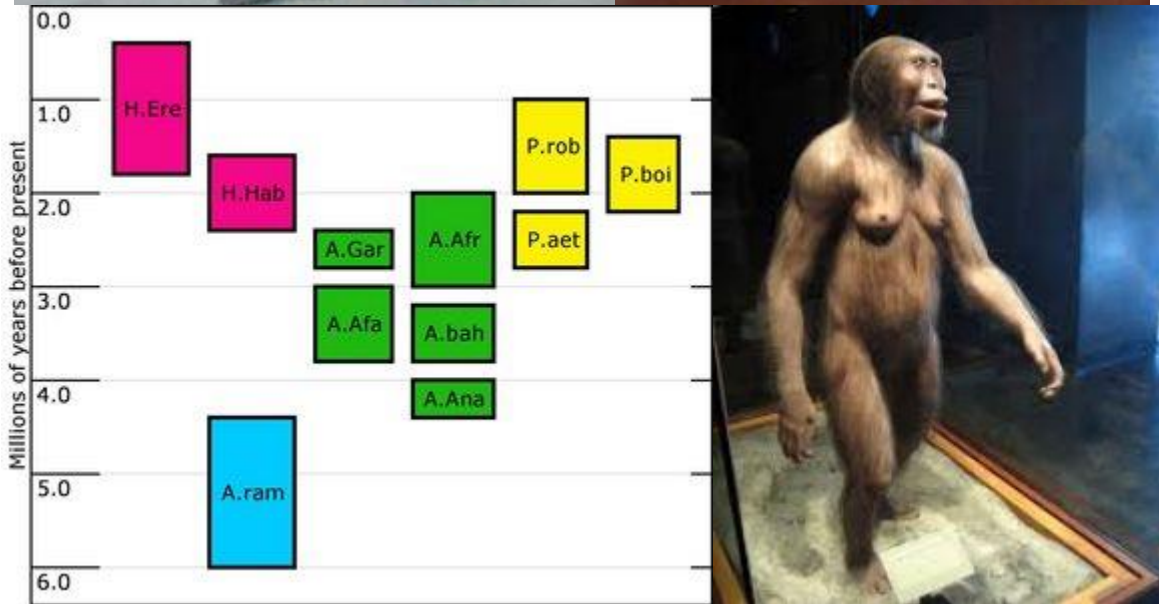 Millions of years before present
0.0
1.0
2.0
3.0
4.0
5.0
6.0
H.Ere
H.Hab
A.Gar
A.Afa
A.ram
A.Afr
A.bah
A.Ana
P.rob
P.aet
P.boi